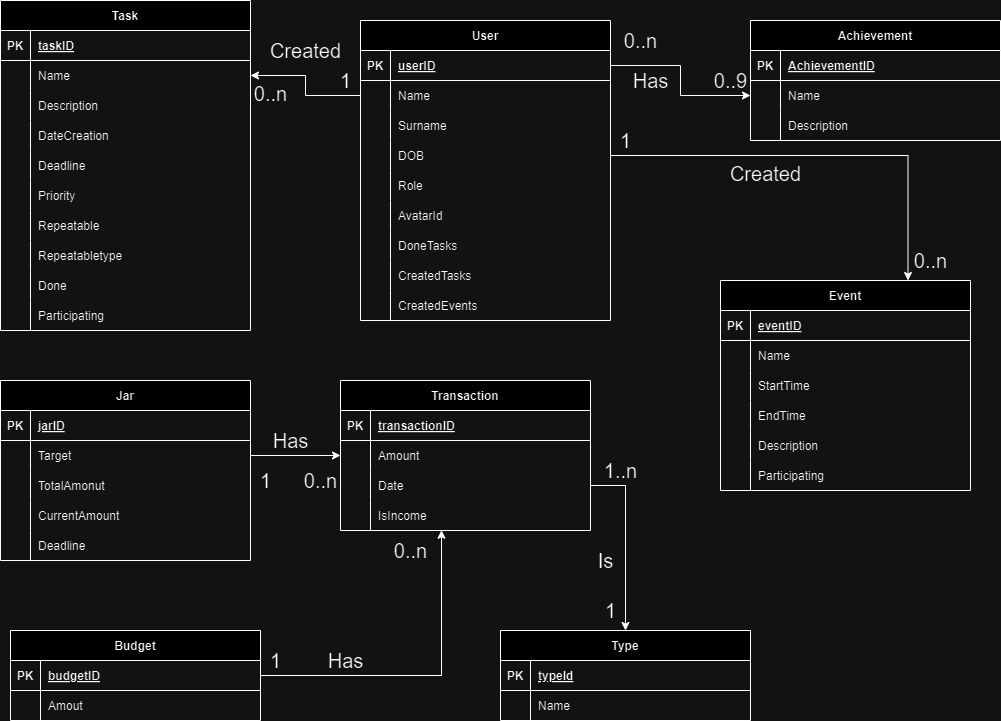 Task
PK taskID
Name
Description
DateCreation
Deadline
Priority
Repeatable
Repeatabletype
Done
Participating
Created
0..n
1
User
PK userID
Name
Surname
DOB
Role
AvatarId
DoneTasks
CreatedTasks
CreatedEvents
0..n
Has
0..9
Achievement
PK AchievementID
Name
Description
1
Created
0..n
Event
PK eventID
Name
StartTime
EndTime
Description
Participating
Jar
PK jarID
Target
TotalAmonut
CurrentAmount
Deadline
Has
1
0..n
Transaction
PK transactionID
Amount
Date
IsIncome
1..n
Is
1
0..n
Budget
PK budgetID
Amout
1
Has
Type
PK typeId
Name